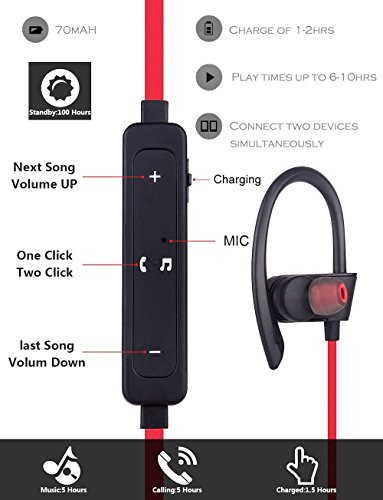 70mAh
Charge of 1-2hrs
Standby:100 Hours
Play times up to 6-10hrs
Connect two devices
simultaneously
Next Song
Volume UP
+
Charging
MIC
One Click
Two Click
last Song
Volum Down
−
Music:5 Hours
Calling:5 Hours
Charged:1.5 Hours